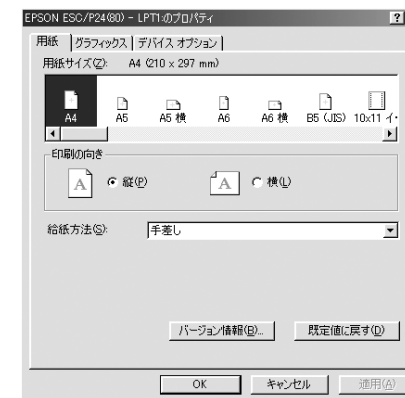 EPSON ESC/P24(80) - LPT1:のプロパティ
?
用紙 グラフィックス デバイス オプション
用紙サイズ(Z): A4 (210 x 297 mm)
A4 A5 A5 横 A6 A6 横 B5 (JIS) 10x11 イ
印刷の向き
A 縦(P) A 横(L)
給紙方法(S): 手差し
バージョン情報(B)... 既定値に戻す(D)
OK キャンセル 適用(A)